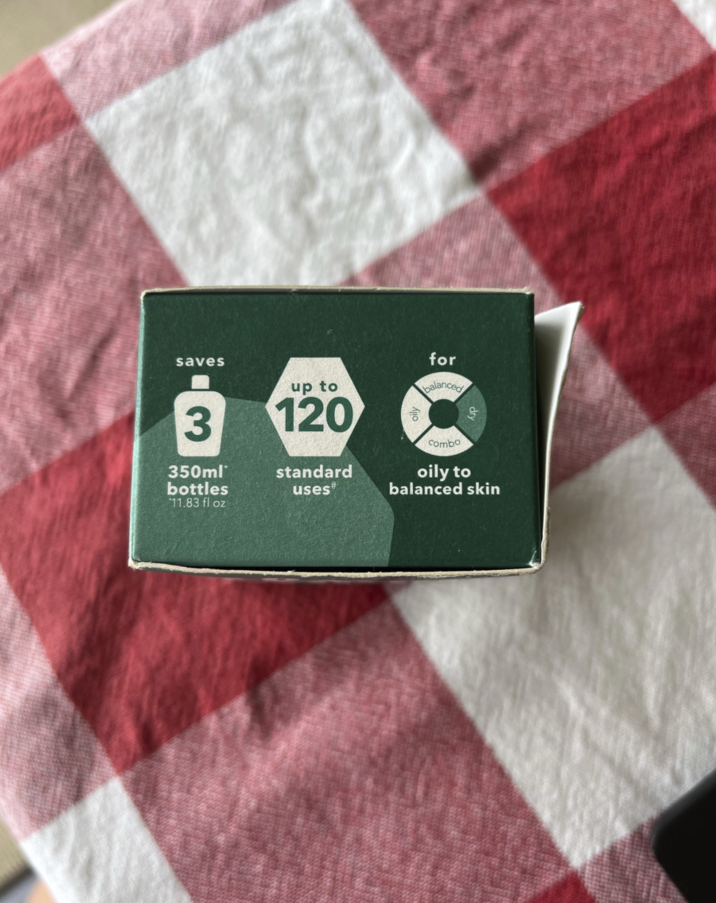 saves
3
350ml*
bottles
*11.83 fl oz
up to
120
standard
uses#
for
balanced
oily
dry
combo
oily to
balanced skin